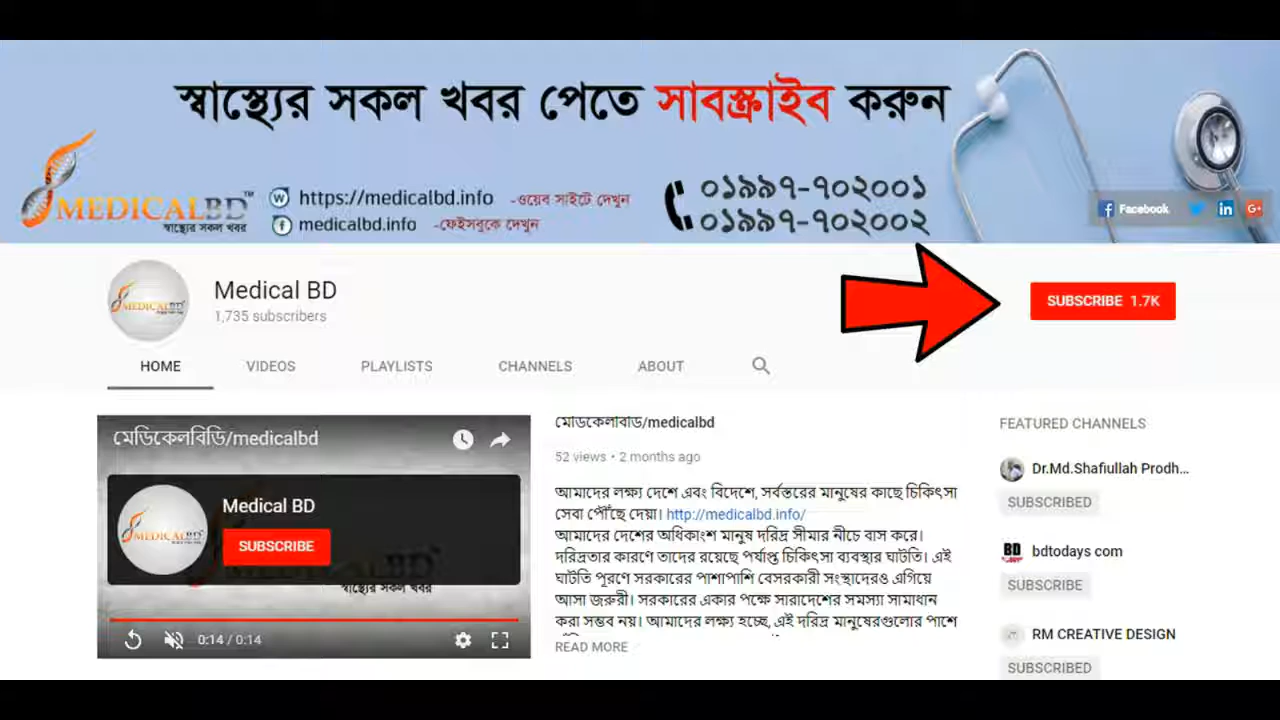 স্বাস্থ্যের সকল খবর পেতে সাবস্ক্রাইব করুন
MEDICALBD™
স্বাস্থ্যের সকল খবর
https://medicalbd.info -ওয়েব সাইটে দেখুন
medicalbd.info -ফেইসবুকে দেখুন
০১৯৯৭-৭০২০০১
০১৯৯৭-৭০২০০২
Facebook
MEDICALBD
Medical BD
1,735 subscribers
SUBSCRIBE 1.7K
HOME VIDEOS PLAYLISTS CHANNELS ABOUT
মেডিকেলবিডি/medicalbd
MEDICALBD
Medical BD
SUBSCRIBE
স্বাস্থ্যের সকল খবর
0:14 / 0:14
মেডিকেলবিডি/medicalbd
52 views • 2 months ago
আমাদের লক্ষ্য দেশে এবং বিদেশে, সর্বস্তরের মানুষের কাছে চিকিৎসা
সেবা পৌঁছে দেয়া। http://medicalbd.info/
আমাদের দেশের অধিকাংশ মানুষ দরিদ্র সীমার নীচে বাস করে।
দরিদ্রতার কারণে তাদের রয়েছে পর্যাপ্ত চিকিৎসা ব্যবস্থার ঘাটতি। এই
ঘাটতি পূরণে সরকারের পাশাপাশি বেসরকারী সংস্থাদেরও এগিয়ে
আসা জরুরী। সরকারের একার পক্ষে সারাদেশের সমস্যা সামাধান
করা সম্ভব নয়। আমাদের লক্ষ্য হচ্ছে, এই দরিদ্র মানুষেরগুলোর পাশে
READ MORE
FEATURED CHANNELS
Dr.Md.Shafiullah Prodh...
SUBSCRIBED
BD
bdtodays com
SUBSCRIBED
RM CREATIVE DESIGN
SUBSCRIBED